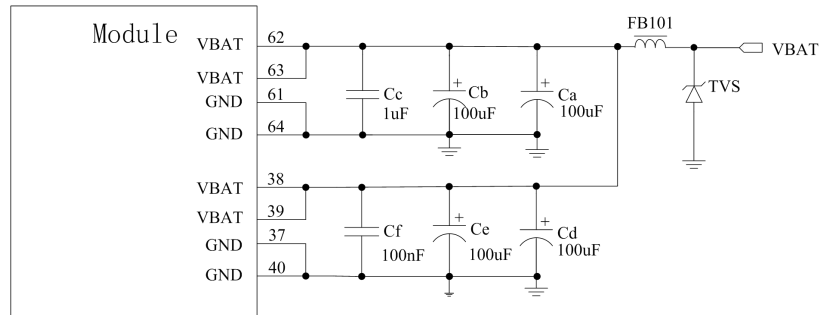 FB101
Module
VBAT 62
VBAT
VBAT 63
TVS
GND 61
+
Cc
Cb
Ca
1uF
100uF
100uF
GND 64
VBAT 38
VBAT 39
+
+
Cf
Ce
Cd
GND 37
100nF
100uF
100uF
GND 40
+